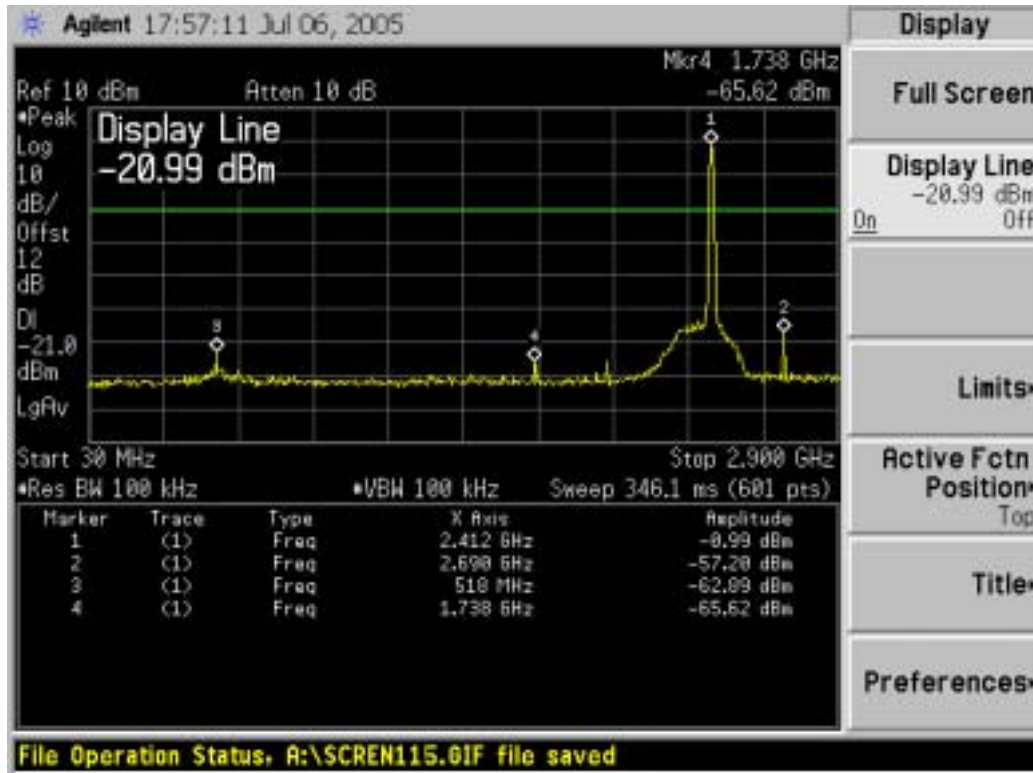 Agilent 17:57:11 Jul 06, 2005
Display
Mkr4 1.738 GHz
Ref 10 dBm Atten 10 dB -65.62 dBm
Full Screen
Peak
Log
10
dB/
Offst
12
dB
DI
-21.0
dBm
LgAv
Display Line
-20.99 dBm
1
2
3
4
Display Line
-20.99 dBm
On Off
Limits
Start 30 MHz Stop 2.900 GHz
Res BW 100 kHz VBW 100 kHz Sweep 346.1 ms (601 pts)
Active Fctn
Position
Top
Marker Trace Type X Axis Amplitude
1 (1) Freq 2.412 GHz -0.99 dBm
2 (1) Freq 2.690 GHz -57.20 dBm
3 (1) Freq 518 MHz -62.89 dBm
4 (1) Freq 1.738 GHz -65.62 dBm
Title
Preferences
File Operation Status, A:\SCREN115.GIF file saved